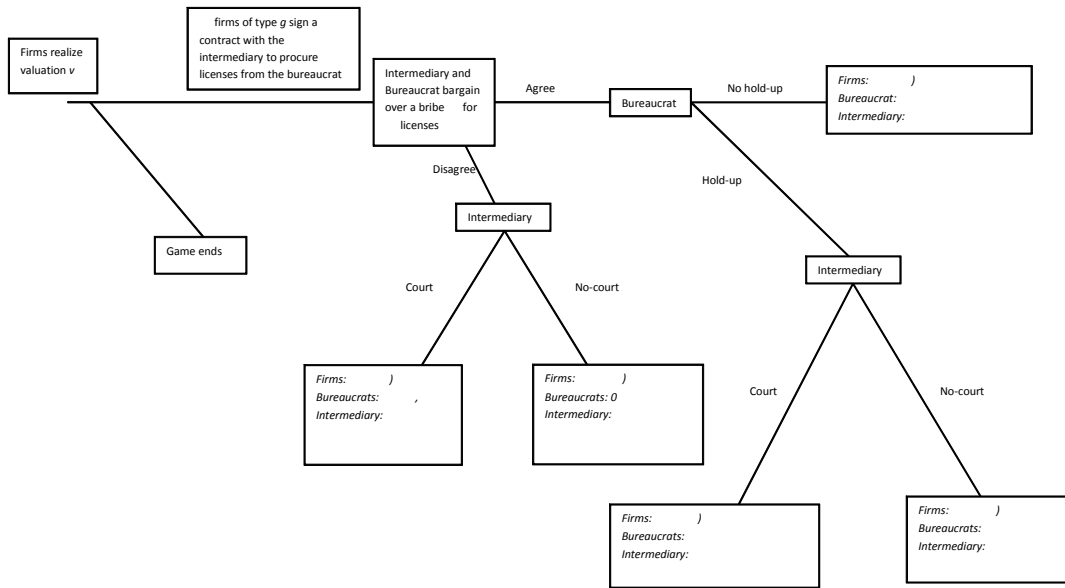 Firms realize
valuation v
firms of type g sign a
contract with the
intermediary to procure
licenses from the bureaucrat
Intermediary and
Bureaucrat bargain
over a bribe for
licenses
Agree
Bureaucrat
No hold-up
Firms: )
Bureaucrat:
Intermediary:
Disagree
Hold-up
Intermediary
Game ends
Intermediary
Court
No-court
Firms: )
Bureaucrats: ,
Intermediary:
Firms: )
Bureaucrats: 0
Intermediary:
Court
No-court
Firms: )
Bureaucrats:
Intermediary:
Firms: )
Bureaucrats:
Intermediary: